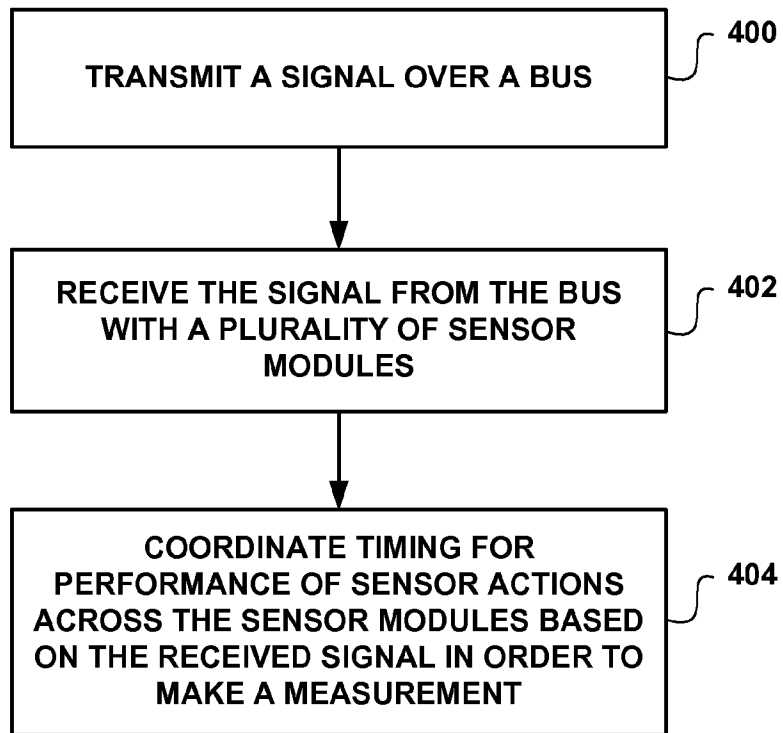 TRANSMIT A SIGNAL OVER A BUS
400
RECEIVE THE SIGNAL FROM THE BUS
WITH A PLURALITY OF SENSOR
MODULES
402
COORDINATE TIMING FOR
PERFORMANCE OF SENSOR ACTIONS
ACROSS THE SENSOR MODULES BASED
ON THE RECEIVED SIGNAL IN ORDER TO
MAKE A MEASUREMENT
404